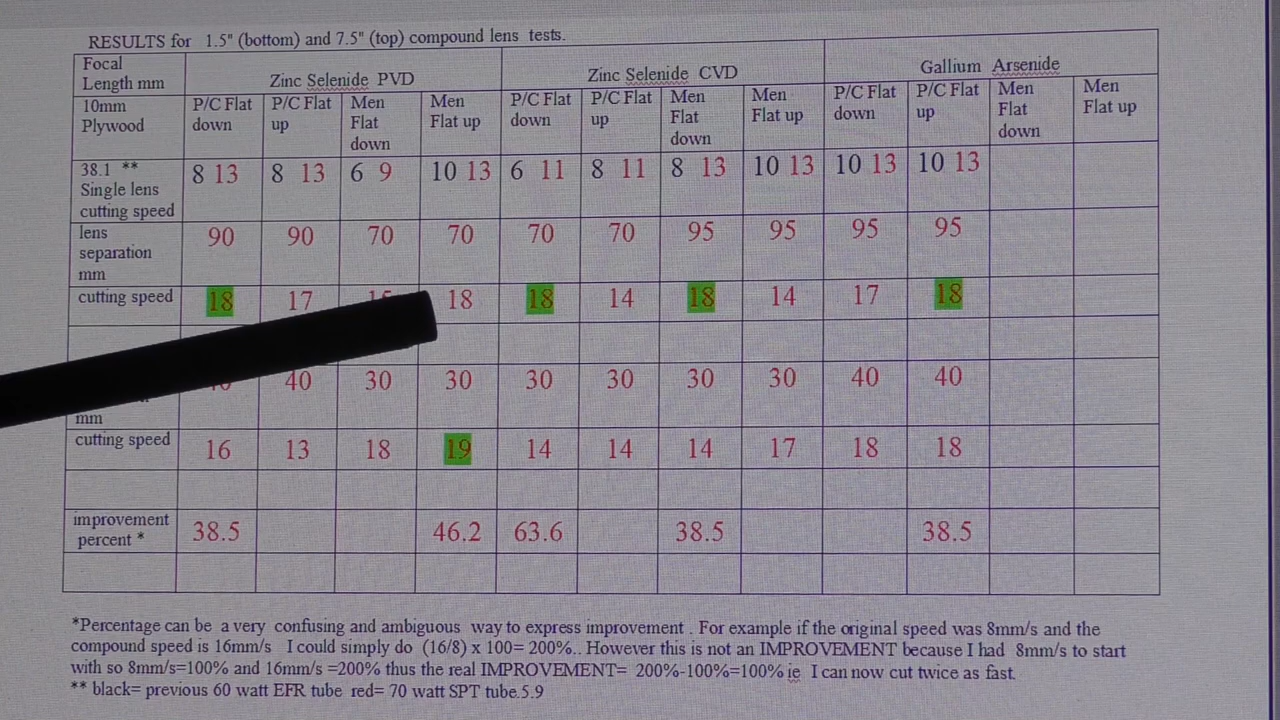 RESULTS for 1.5" (bottom) and 7.5" (top) compound lens tests.
Focal Length mm Zinc Selenide PVD Zinc Selenide CVD Gallium Arsenide
10mm Plywood P/C Flat down P/C Flat up Men Flat down Men Flat up P/C Flat down P/C Flat up Men Flat down Men Flat up P/C Flat down P/C Flat up Men Flat down Men Flat up
38.1 ** Single lens cutting speed 8 13 8 13 6 9 10 13 6 11 8 11 8 13 10 13 10 13 10 13
lens separation mm 90 90 70 70 70 70 95 95 95 95
cutting speed 18 17 18 18 14 18 14 17 18
mm 40 30 30 30 30 30 30 40 40
cutting speed 16 13 18 19 14 14 14 17 18 18
improvement percent * 38.5 46.2 63.6 38.5 38.5
*Percentage can be a very confusing and ambiguous way to express improvement . For example if the original speed was 8mm/s and the
compound speed is 16mm/s I could simply do (16/8) x 100= 200%.. However this is not an IMPROVEMENT because I had 8mm/s to start
with so 8mm/s=100% and 16mm/s =200% thus the real IMPROVEMENT= 200%-100%=100% ie I can now cut twice as fast.
** black= previous 60 watt EFR tube red= 70 watt SPT tube.5.9